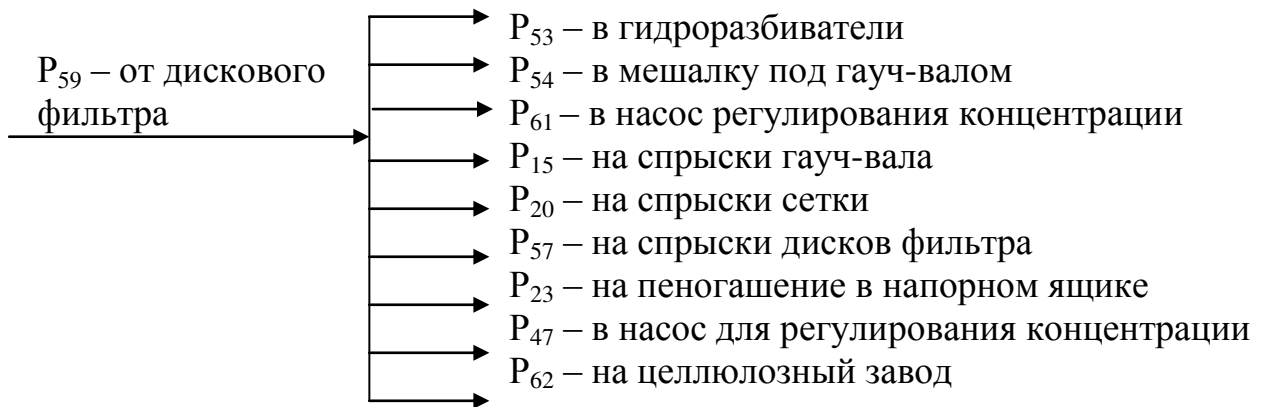 P₅₉ – от дискового
фильтра
P₅₃ – в гидроразбиватели
P₅₄ – в мешалку под гауч-валом
P₆₁ – в насос регулирования концентрации
P₁₅ – на спрыски гауч-вала
P₂₀ – на спрыски сетки
P₅₇ – на спрыски дисков фильтра
P₂₃ – на пеногашение в напорном ящике
P₄₇ – в насос для регулирования концентрации
P₆₂ – на целлюлозный завод